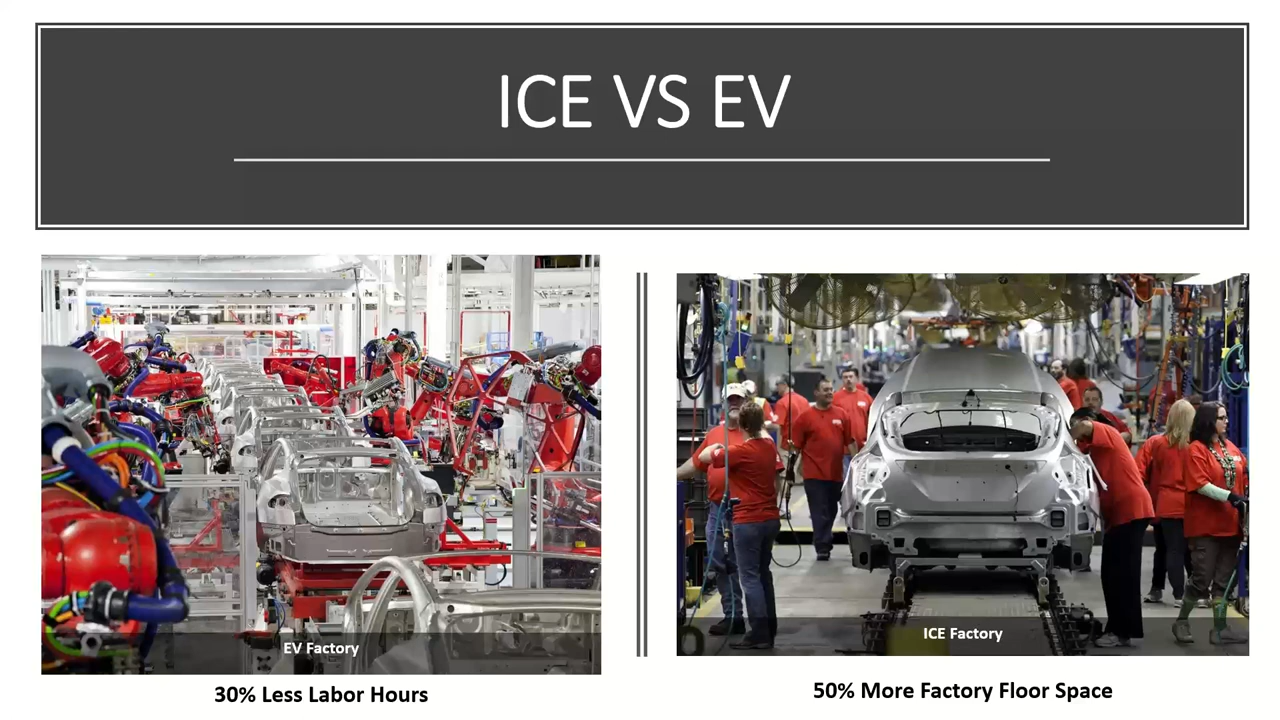 ICE VS EV
EV Factory
30% Less Labor Hours
ICE Factory
50% More Factory Floor Space